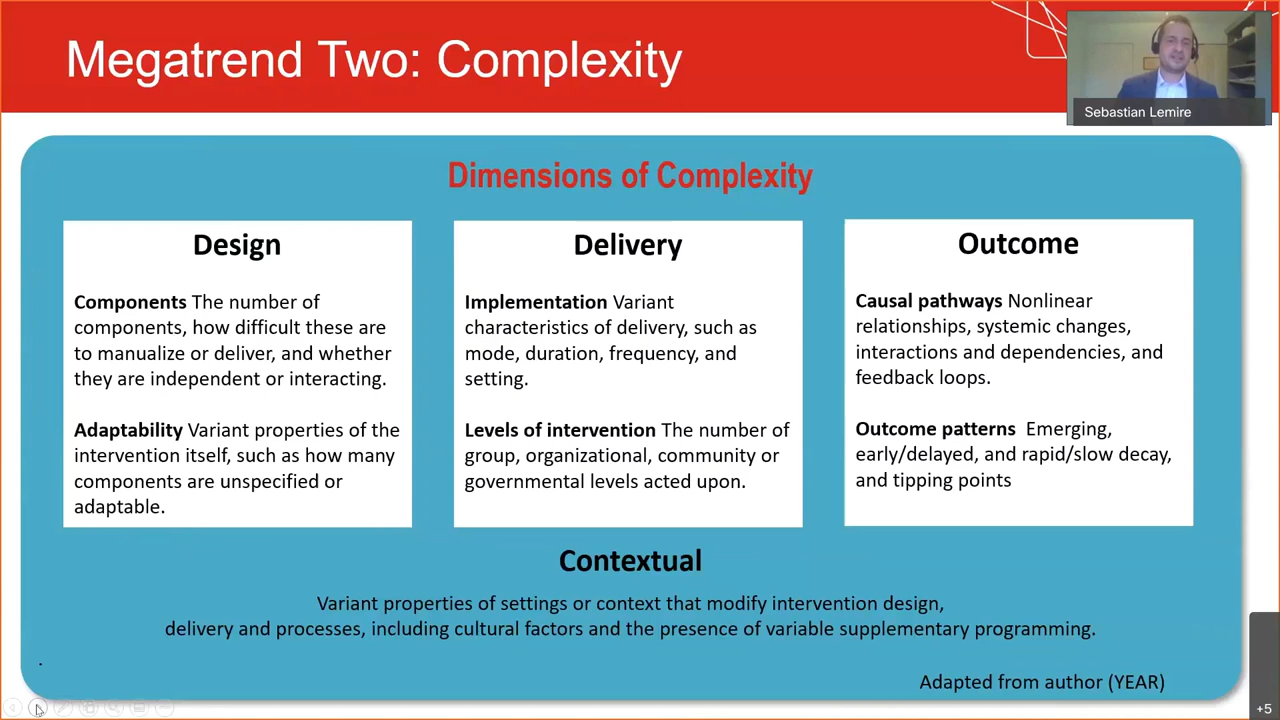 Megatrend Two: Complexity
Sebastian Lemire
Dimensions of Complexity
Design
Components The number of
components, how difficult these are
to manualize or deliver, and whether
they are independent or interacting.
Adaptability Variant properties of the
intervention itself, such as how many
components are unspecified or
adaptable.
Delivery
Implementation Variant
characteristics of delivery, such as
mode, duration, frequency, and
setting.
Levels of intervention The number of
group, organizational, community or
governmental levels acted upon.
Outcome
Causal pathways Nonlinear
relationships, systemic changes,
interactions and dependencies, and
feedback loops.
Outcome patterns Emerging,
early/delayed, and rapid/slow decay,
and tipping points
Contextual
Variant properties of settings or context that modify intervention design,
delivery and processes, including cultural factors and the presence of variable supplementary programming.
.
Adapted from author (YEAR)
+5